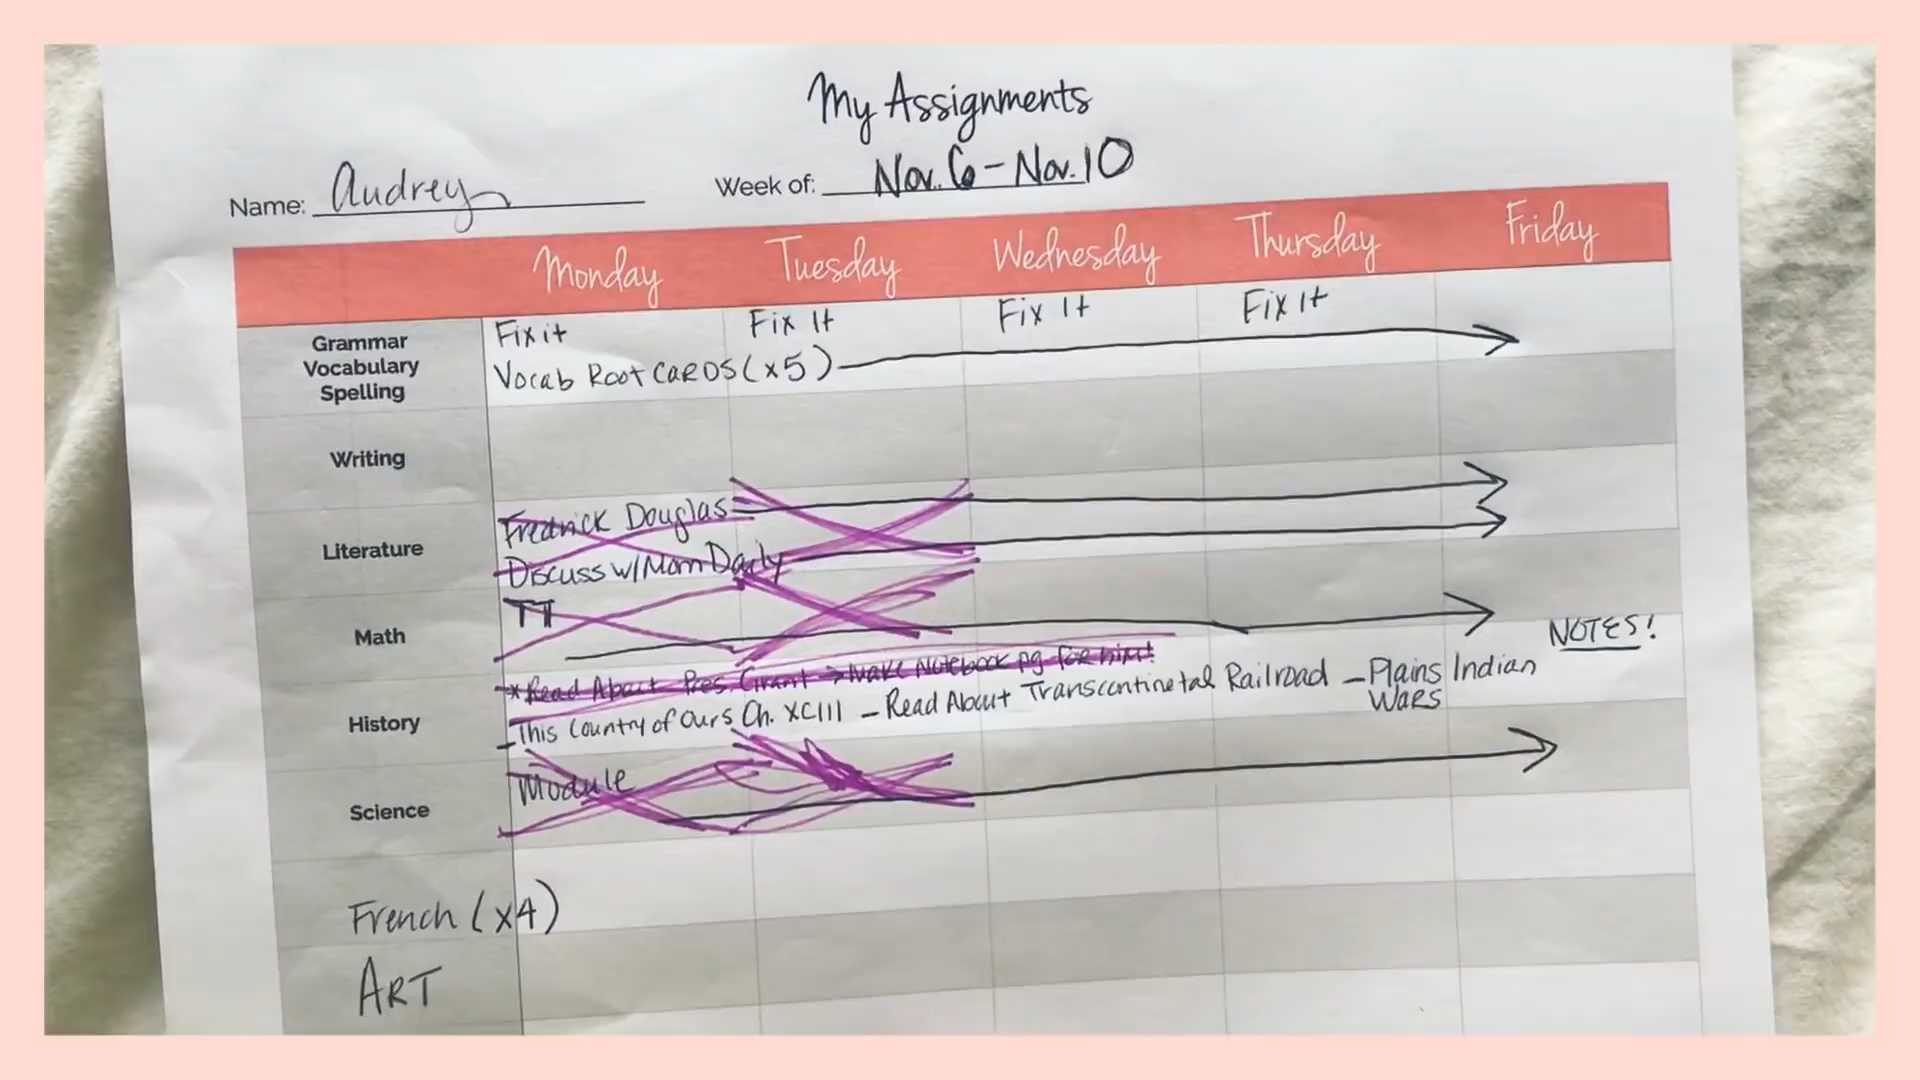 My Assignments
Name: Audrey Week of: Nov. 6 - Nov. 10
Monday Tuesday Wednesday Thursday Friday
Grammar
Vocabulary
Spelling
Fix it Fix It Fix It Fix It
Vocab Root Cards (x5)
Writing
Literature
Fredrick Douglas
Discuss w/ Mom Daily
Math
TT
History
* Read About Pres. Grant → Make Notebook pg for him!
- This Country of Ours Ch. XCIII - Read About Transcontinetal Railroad - Plains Indian
Wars
NOTES!
Science
Module
French (x4)
ART